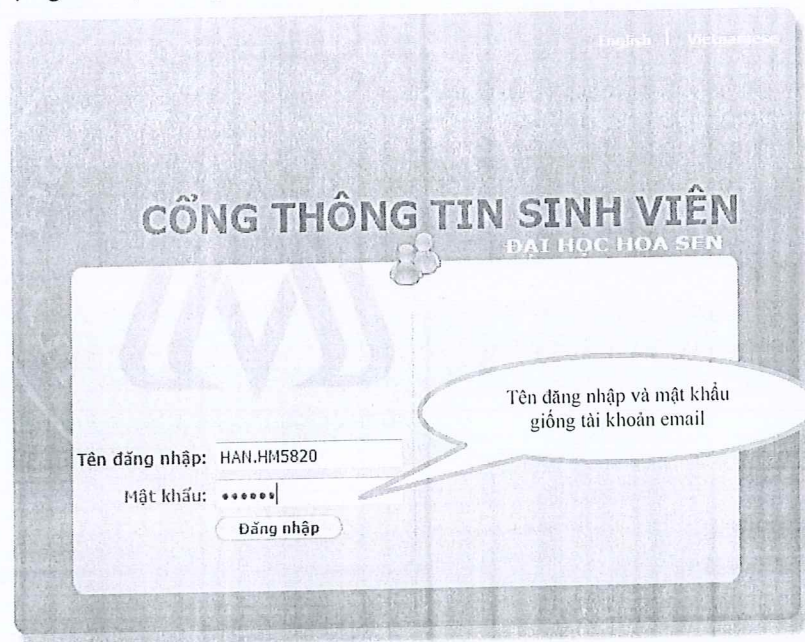 English | Vietnamese
CỔNG THÔNG TIN SINH VIÊN
ĐẠI HỌC HOA SEN
Tên đăng nhập và mật khẩu
giống tài khoản email
Tên đăng nhập: HAN.HM5820
Mật khẩu: ••••••
Đăng nhập